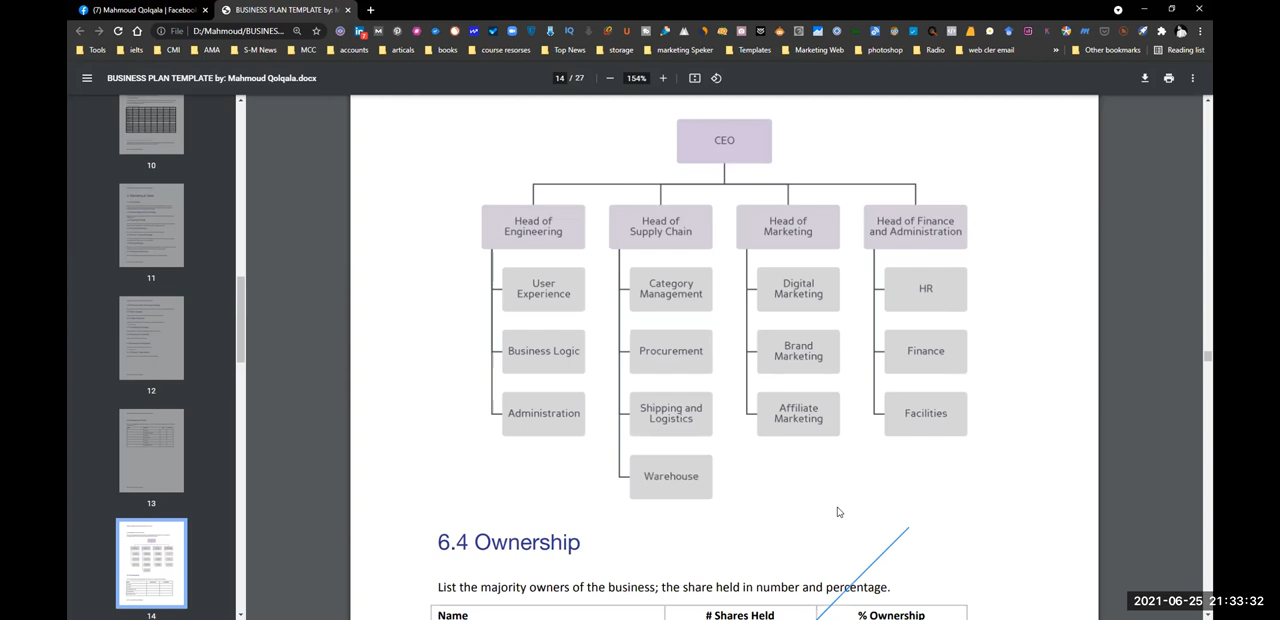 (7) Mahmoud Qolqala | Facebook
BUSINESS PLAN TEMPLATE by: M
File
D:/Mahmoud/BUSINES...
Tools
ielts
CMI
AMA
S-M News
MCC
accounts
articals
books
course resorses
Top News
storage
marketing Speker
Templates
Marketing Web
photoshop
Radio
web cler email
Other bookmarks
Reading list
BUSINESS PLAN TEMPLATE by: Mahmoud Qolqala.docx
14 / 27
154%
10
11
12
13
14
CEO
Head of
Engineering
Head of
Supply Chain
Head of
Marketing
Head of Finance
and Administration
User
Experience
Category
Management
Digital
Marketing
HR
Business Logic
Procurement
Brand
Marketing
Finance
Administration
Shipping and
Logistics
Affiliate
Marketing
Facilities
Warehouse
6.4 Ownership
List the majority owners of the business; the share held in number and percentage.
Name
# Shares Held
% Ownership
2021-06-25 21:33:32